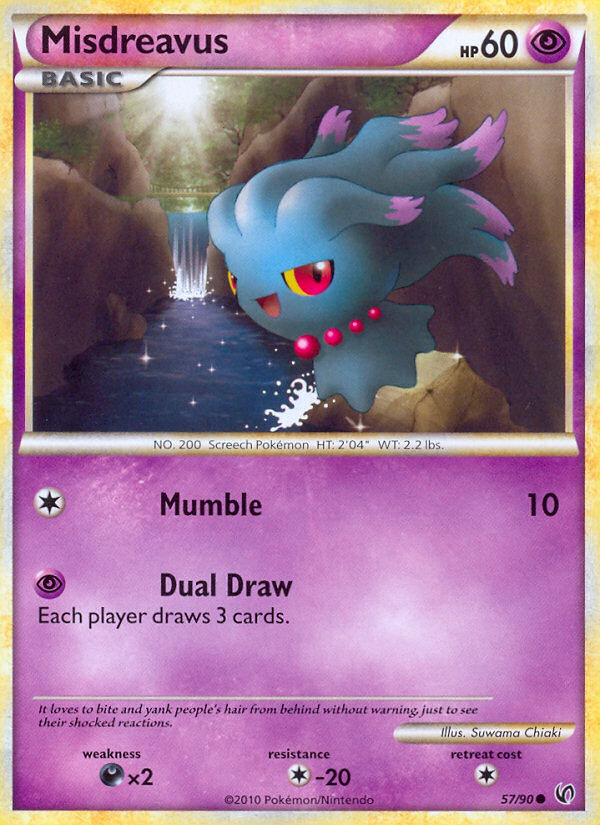 Misdreavus
HP60
BASIC
NO. 200 Screech Pokémon HT: 2'04" WT: 2.2 lbs.
Mumble 10
Dual Draw
Each player draws 3 cards.
It loves to bite and yank people's hair from behind without warning, just to see
their shocked reactions.
Illus. Suwama Chiaki
weakness resistance retreat cost
×2 -20
57/90
©2010 Pokémon/Nintendo